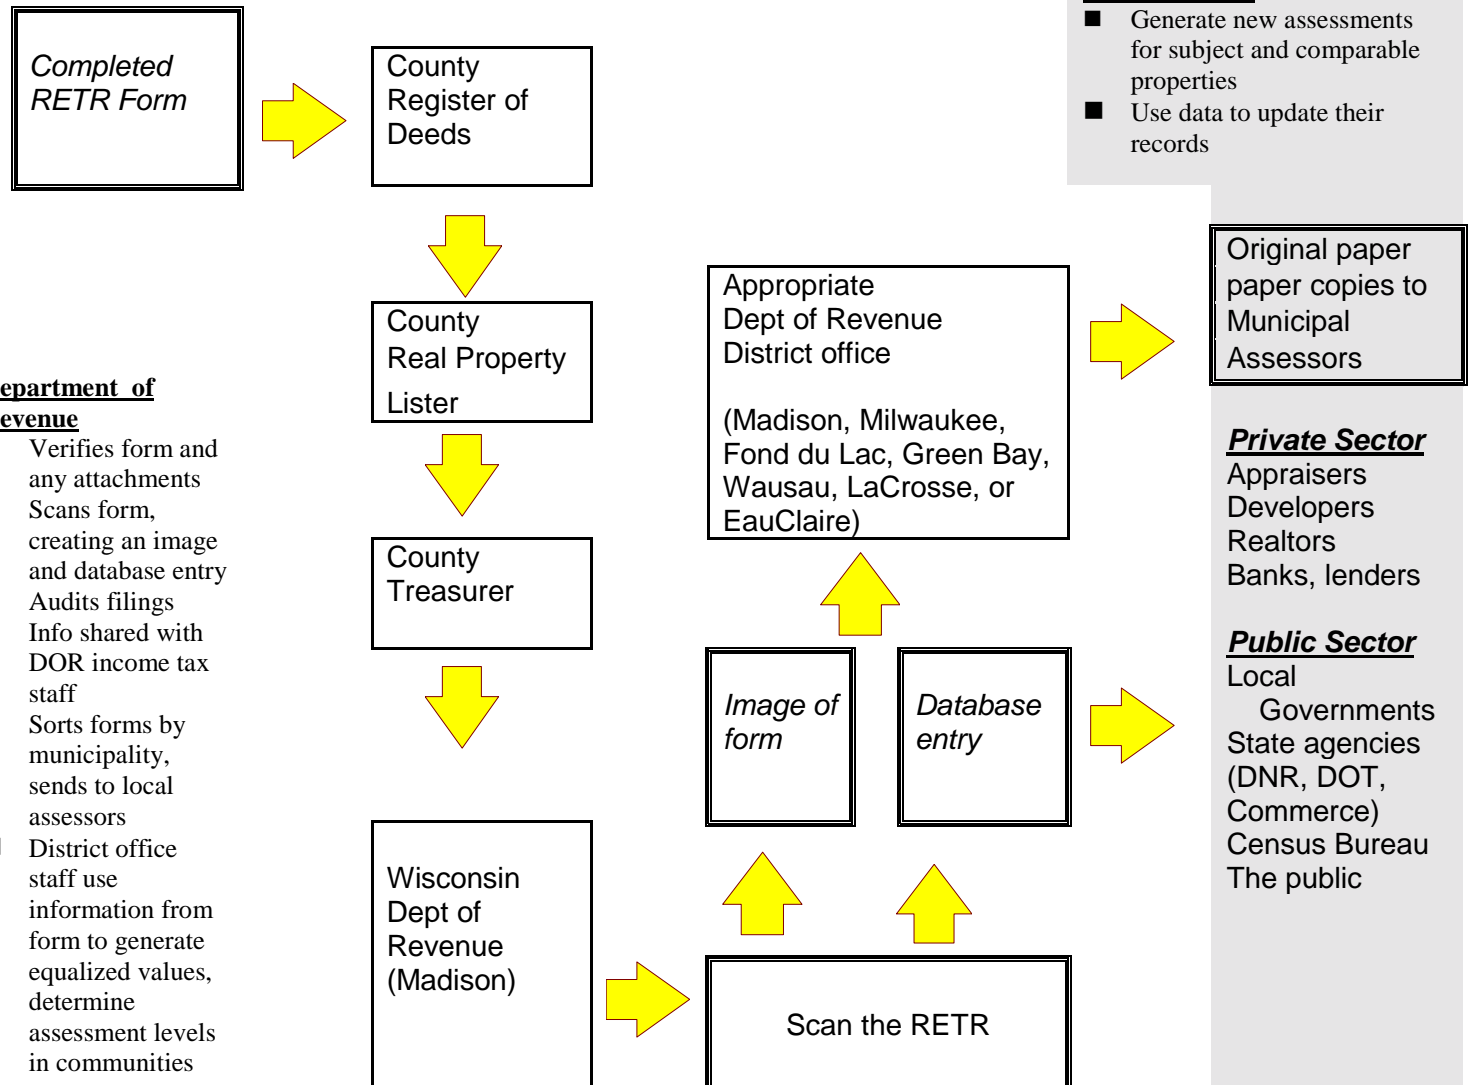 Completed
RETR Form
County
Register of
Deeds
Generate new assessments
for subject and comparable
properties
Use data to update their
records
County
Real Property
Lister
Appropriate
Dept of Revenue
District office
(Madison, Milwaukee,
Fond du Lac, Green Bay,
Wausau, LaCrosse, or
EauClaire)
Original paper
paper copies to
Municipal
Assessors
epartment of
evenue
Verifies form and
any attachments
Scans form,
creating an image
and database entry
Audits filings
Info shared with
DOR income tax
staff
Sorts forms by
municipality,
sends to local
assessors
District office
staff use
information from
form to generate
equalized values,
determine
assessment levels
in communities
County
Treasurer
Private Sector
Appraisers
Developers
Realtors
Banks, lenders
Public Sector
Local
Governments
State agencies
(DNR, DOT,
Commerce)
Census Bureau
The public
Image of
form
Database
entry
Wisconsin
Dept of
Revenue
(Madison)
Scan the RETR